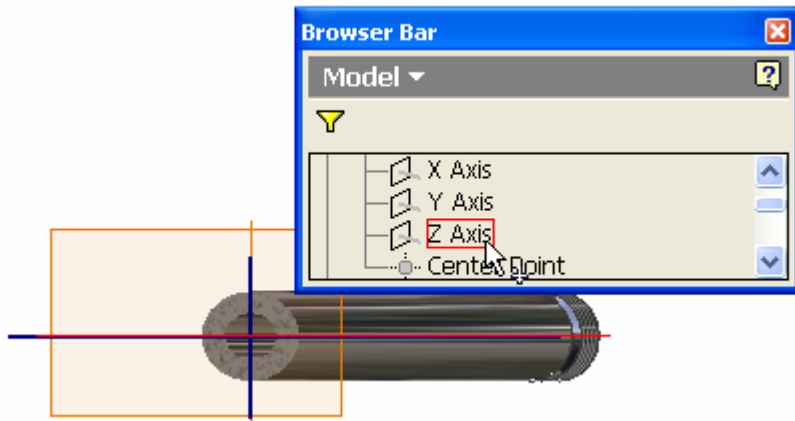 Browser Bar
Model
X Axis
Y Axis
Z Axis
Center Point